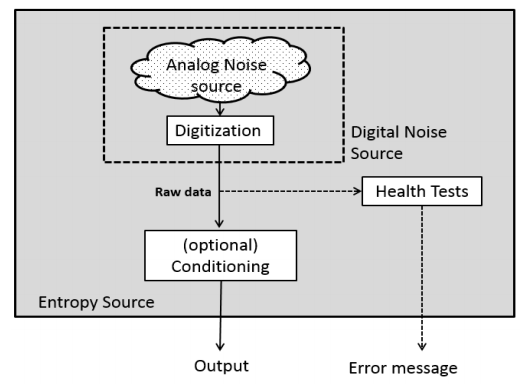 Analog Noise
source
Digitization
Digital Noise
Source
Raw data
Health Tests
(optional)
Conditioning
Entropy Source
Output
Error message